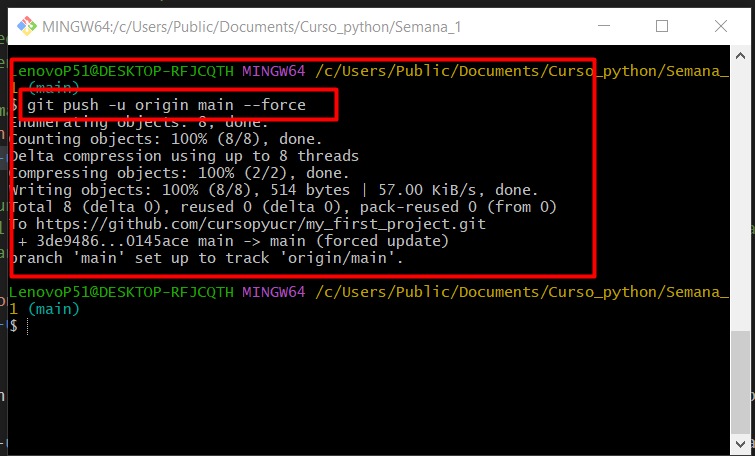 MINGW64:/c/Users/Public/Documents/Curso_python/Semana_1
LenovoP51@DESKTOP-RFJCQTH MINGW64 /c/Users/Public/Documents/Curso_python/Semana_
1 (main)
$ git push -u origin main --force
Enumerating objects: 8, done.
Counting objects: 100% (8/8), done.
Delta compression using up to 8 threads
Compressing objects: 100% (2/2), done.
Writing objects: 100% (8/8), 514 bytes | 57.00 KiB/s, done.
Total 8 (delta 0), reused 0 (delta 0), pack-reused 0 (from 0)
To https://github.com/cursopyucr/my_first_project.git
+ 3de9486...0145ace main -> main (forced update)
branch 'main' set up to track 'origin/main'.
LenovoP51@DESKTOP-RFJCQTH MINGW64 /c/Users/Public/Documents/Curso_python/Semana_
1 (main)
$